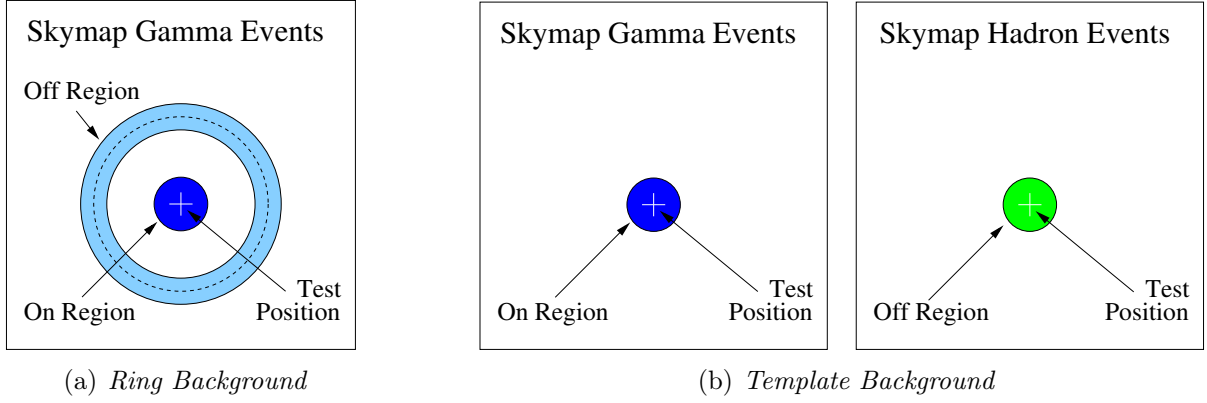 Skymap Gamma Events
Off Region
On Region
Test
Position
(a) Ring Background
Skymap Gamma Events
On Region
Test
Position
Skymap Hadron Events
Off Region
Test
Position
(b) Template Background